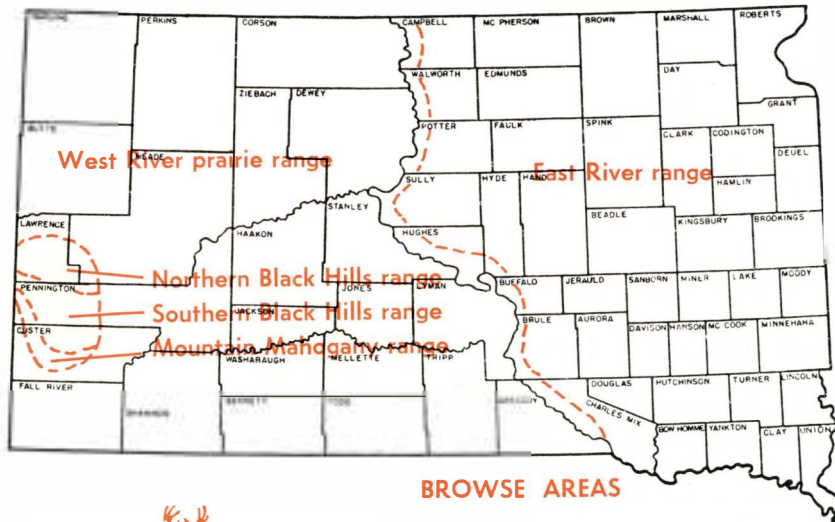 PERKINS
CORSON
CAMPBELL
MC PHERSON
BROWN
MARSHALL
ROBERTS
WALWORTH
EDMUNDS
DAY
ZIEBACH
DEWEY
GRANT
POTTER
FAULK
SPINK
CLARK
CODINGTON
BUTTE
MEADE
West River prairie range
East River range
DEUEL
SULLY
HYDE
HAND
HAMLIN
STANLEY
LAWRENCE
HAAKON
HUGHES
BEADLE
KINGSBURY
BROOKINGS
Northern Black Hills range
PENNINGTON
JONES
LYMAN
BUFFALO
JERAULD
SANBORN
MINER
LAKE
MOODY
Southern Black Hills range
JACKSON
BRULE
AURORA
CUSTER
DAVISON
HANSON
MC COOK
MINNEHAHA
Mountain Mahogany range
WASHABAUGH
MELLETTE
TRIPP
FALL RIVER
DOUGLAS
HUTCHINSON
TURNER
LINCOLN
SHANNON
BENNETT
TODD
GREGORY
CHARLES MIX
BON HOMME
YANKTON
CLAY
UNION
BROWSE AREAS